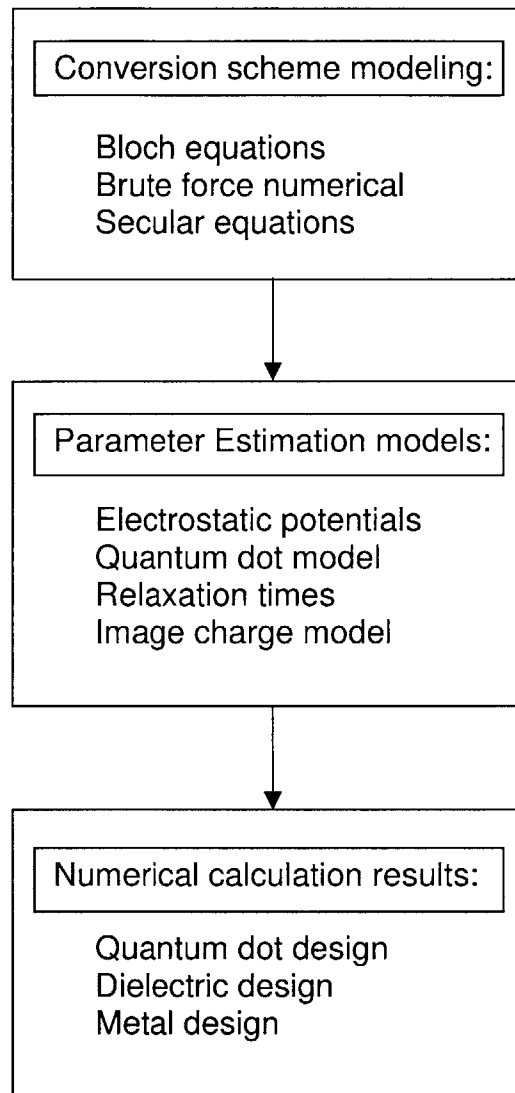 Conversion scheme modeling:
Bloch equations
Brute force numerical
Secular equations
Parameter Estimation models:
Electrostatic potentials
Quantum dot model
Relaxation times
Image charge model
Numerical calculation results:
Quantum dot design
Dielectric design
Metal design